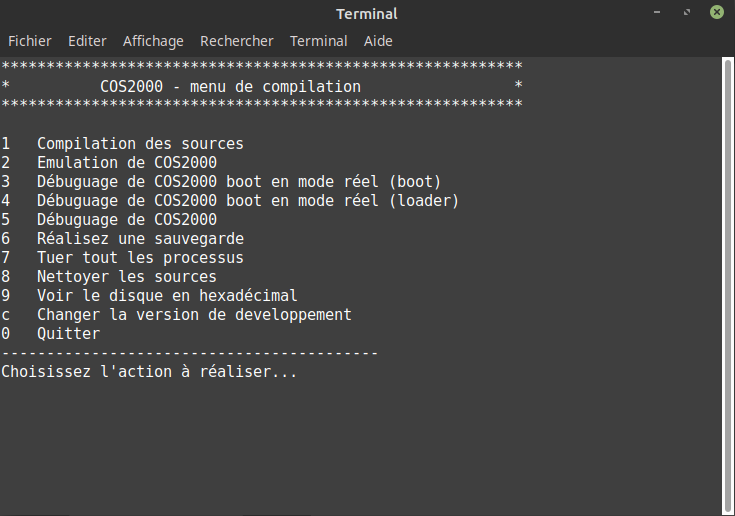 Terminal
Fichier Editer Affichage Rechercher Terminal Aide
**********************************************************
* COS2000 - menu de compilation *
**********************************************************
1 Compilation des sources
2 Emulation de COS2000
3 Débuguage de COS2000 boot en mode réel (boot)
4 Débuguage de COS2000 boot en mode réel (loader)
5 Débuguage de COS2000
6 Réalisez une sauvegarde
7 Tuer tout les processus
8 Nettoyer les sources
9 Voir le disque en hexadécimal
c Changer la version de developpement
0 Quitter
------------------------------------------
Choisissez l'action à réaliser...